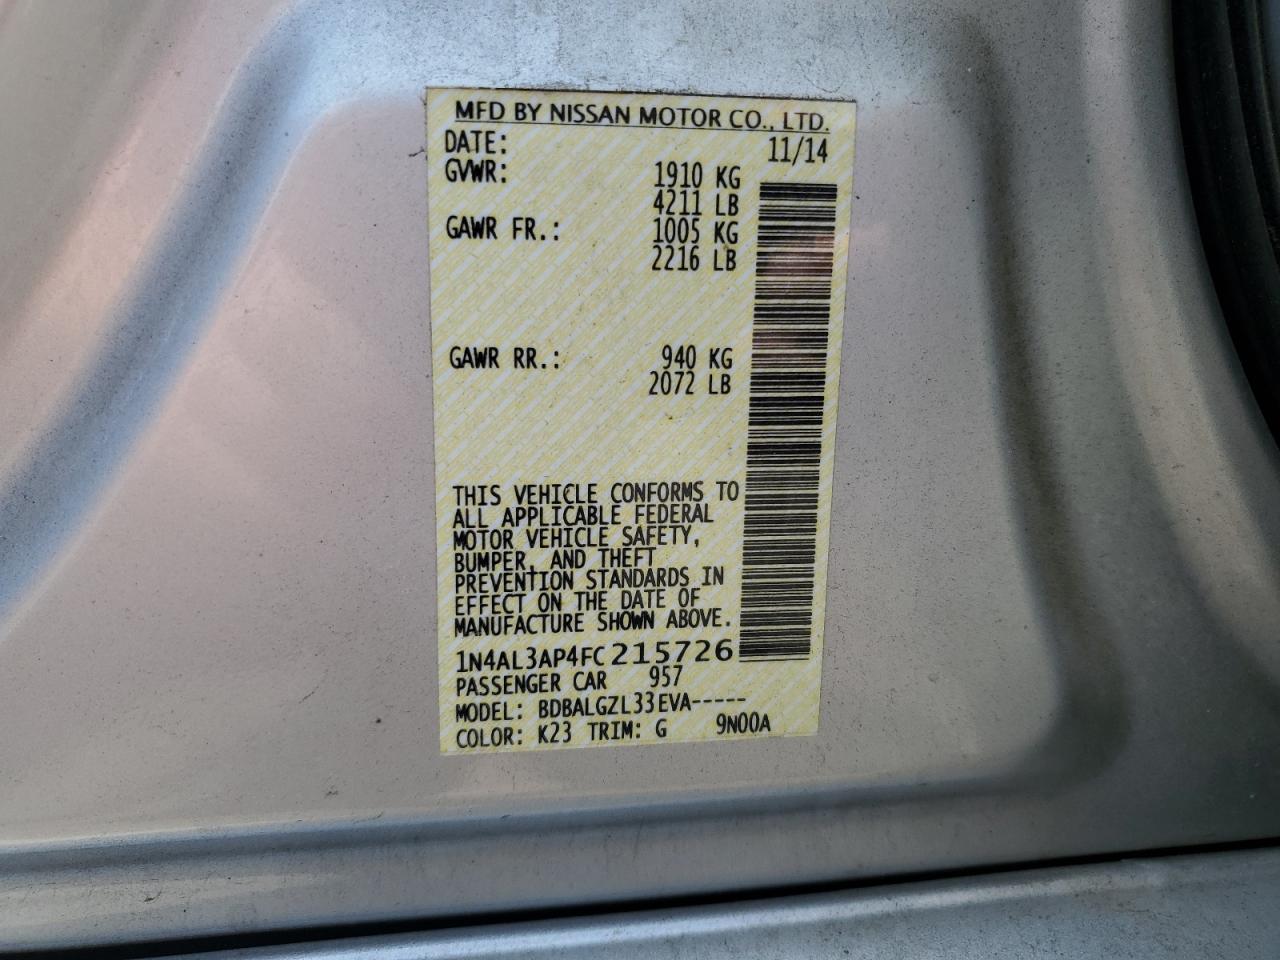 MFD BY NISSAN MOTOR CO., LTD.
DATE: 11/14
GVWR: 1910 KG
4211 LB
GAWR FR.: 1005 KG
2216 LB
GAWR RR.: 940 KG
2072 LB
THIS VEHICLE CONFORMS TO
ALL APPLICABLE FEDERAL
MOTOR VEHICLE SAFETY,
BUMPER, AND THEFT
PREVENTION STANDARDS IN
EFFECT ON THE DATE OF
MANUFACTURE SHOWN ABOVE.
1N4AL3AP4FC215726
PASSENGER CAR 957
MODEL: BDBALGZL33EVA-----
COLOR: K23 TRIM: G 9N00A